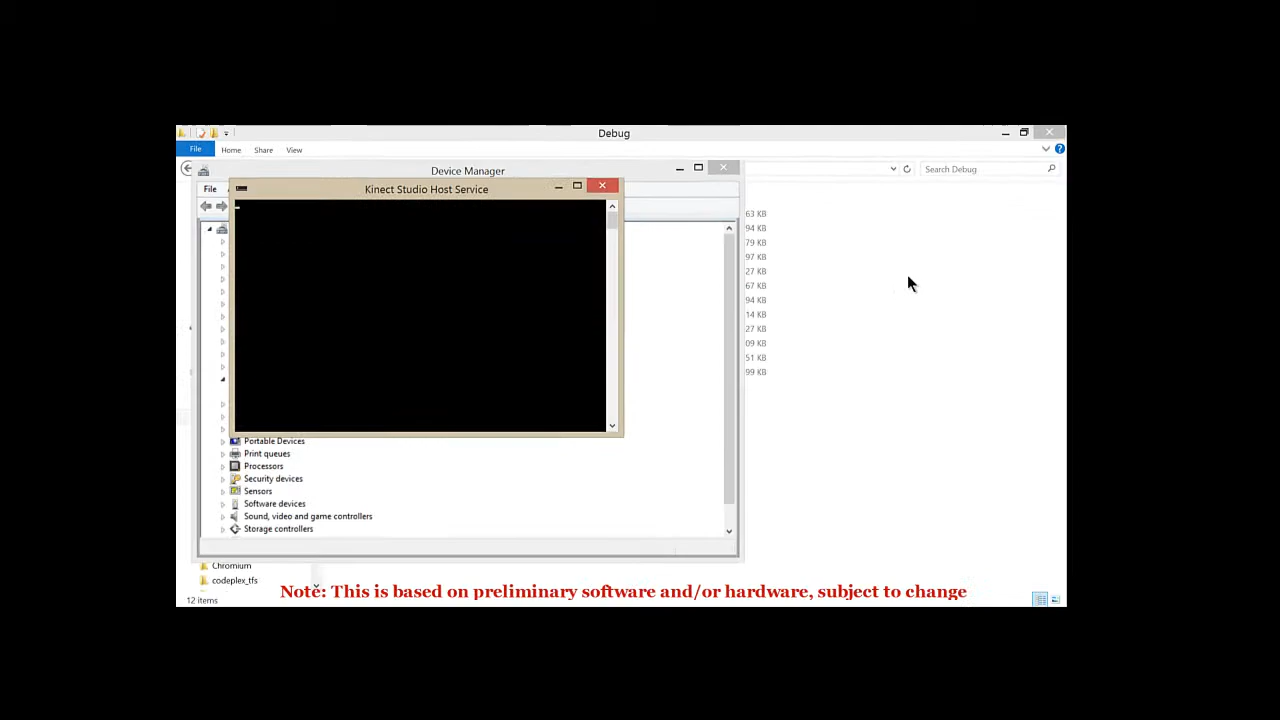 Debug
File
Home
Share
View
Device Manager
Search Debug
File
Kinect Studio Host Service
63 KB
94 KB
79 KB
97 KB
27 KB
67 KB
94 KB
14 KB
27 KB
09 KB
51 KB
99 KB
Portable Devices
Print queues
Processors
Security devices
Sensors
Software devices
Sound, video and game controllers
Storage controllers
Chromium
codeplex_tfs
Note: This is based on preliminary software and/or hardware, subject to change
12 items